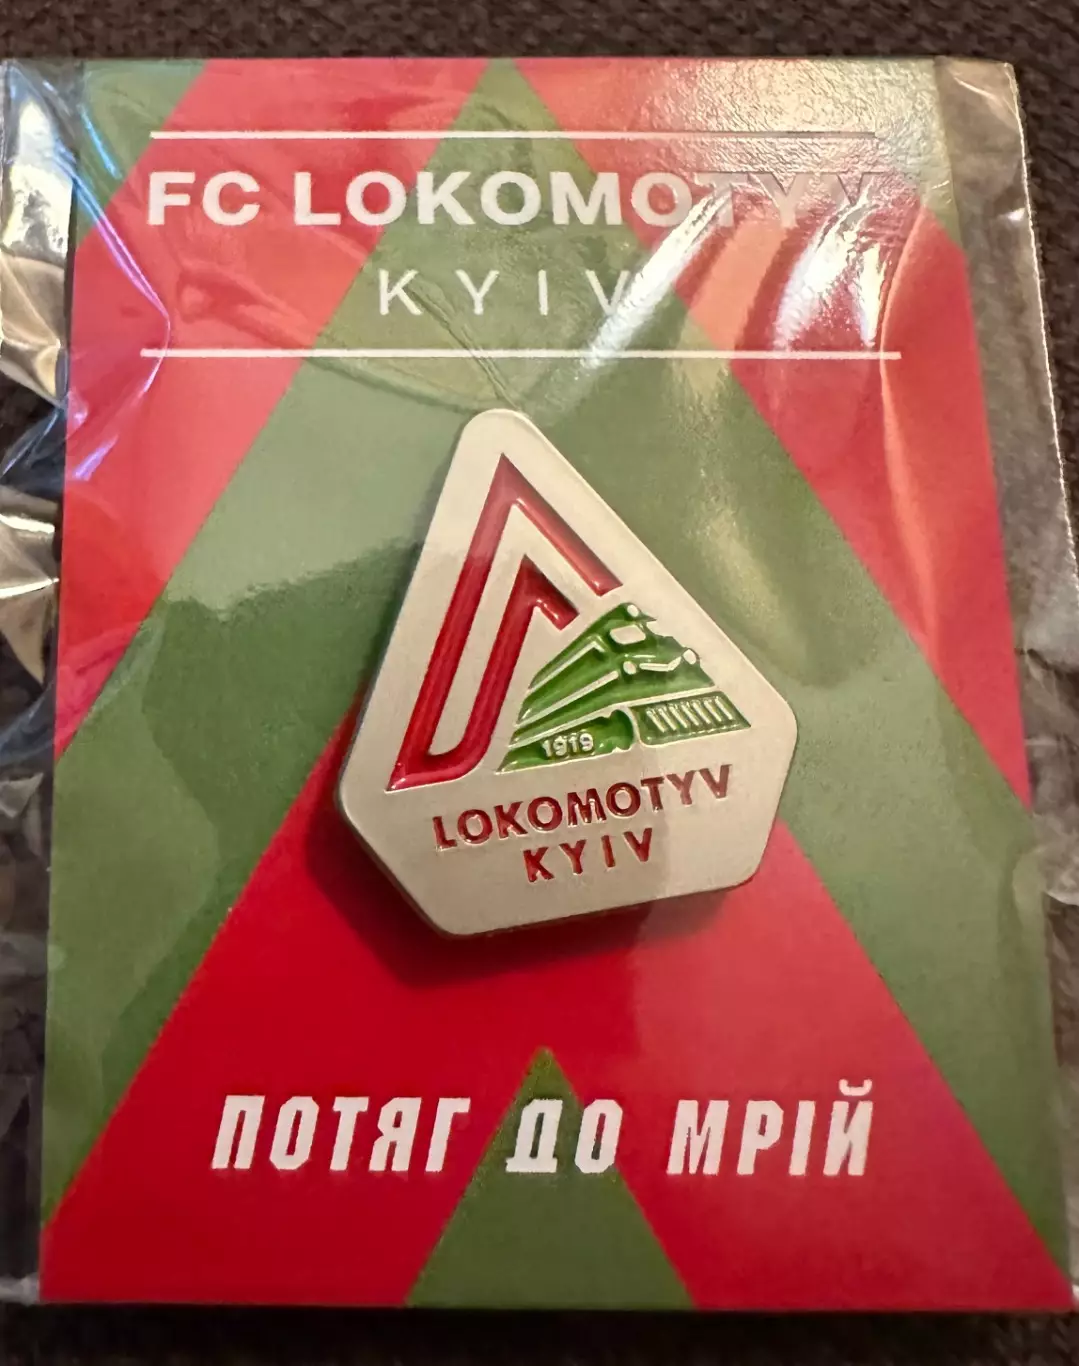 FC LOKOMOTYV
KYIV
1919
LOKOMOTYV
KYIV
ПОТЯГ ДО МРІЙ